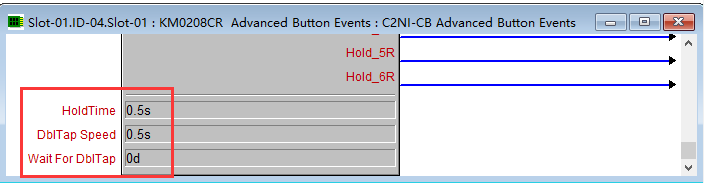 Slot-01.ID-04.Slot-01 : KM0208CR Advanced Button Events : C2NI-CB Advanced Button Events
Hold_5R
Hold_6R
HoldTime 0.5s
DblTap Speed 0.5s
Wait For DblTap 0d